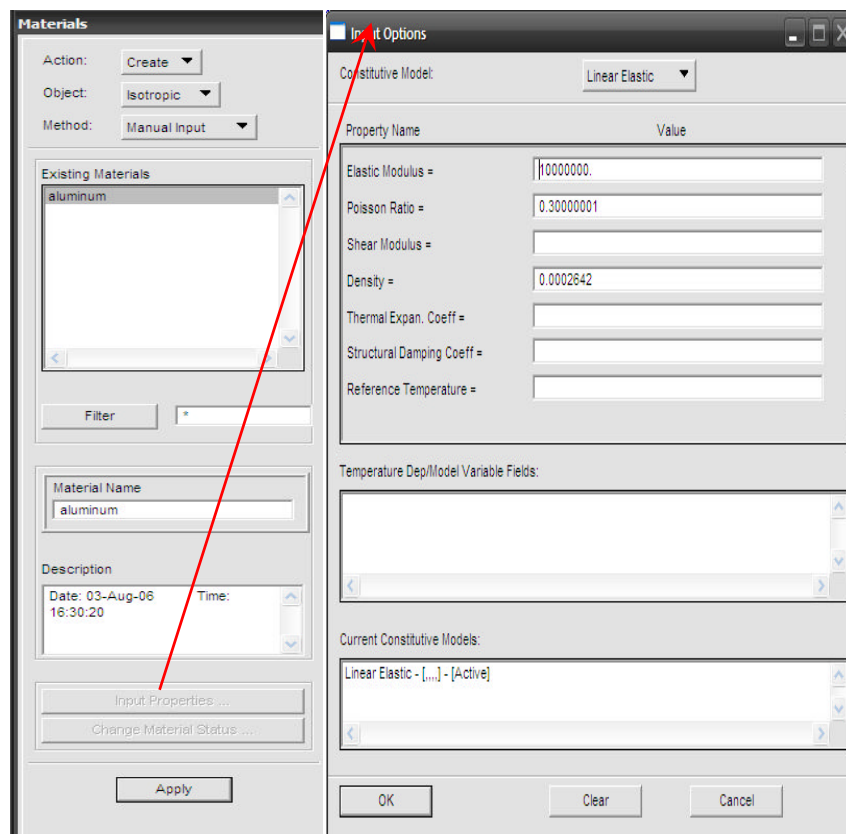 Materials
Action: Create
Object: Isotropic
Method: Manual Input
Existing Materials
aluminum
Filter *
Material Name
aluminum
Description
Date: 03-Aug-06 Time:
16:30:20
Input Properties ...
Change Material Status ...
Apply
Input Options
Constitutive Model: Linear Elastic
Property Name Value
Elastic Modulus = 10000000.
Poisson Ratio = 0.30000001
Shear Modulus =
Density = 0.0002642
Thermal Expan. Coeff =
Structural Damping Coeff =
Reference Temperature =
Temperature Dep/Model Variable Fields:
Current Constitutive Models:
Linear Elastic - [,,,,] - [Active]
OK Clear Cancel